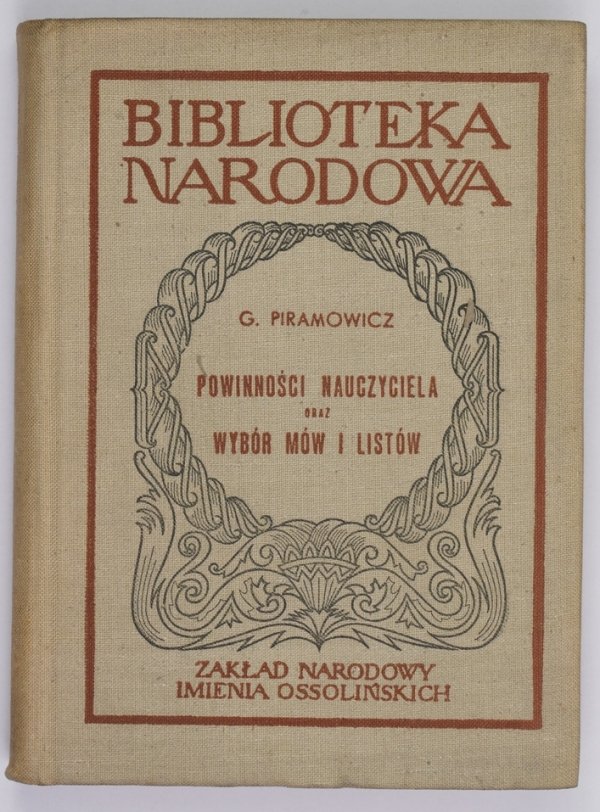 BIBLIOTEKA
NARODOWA
G. PIRAMOWICZ
POWINNOŚCI NAUCZYCIELA
ORAZ
WYBÓR MÓW I LISTÓW
ZAKŁAD NARODOWY
IMIENIA OSSOLIŃSKICH